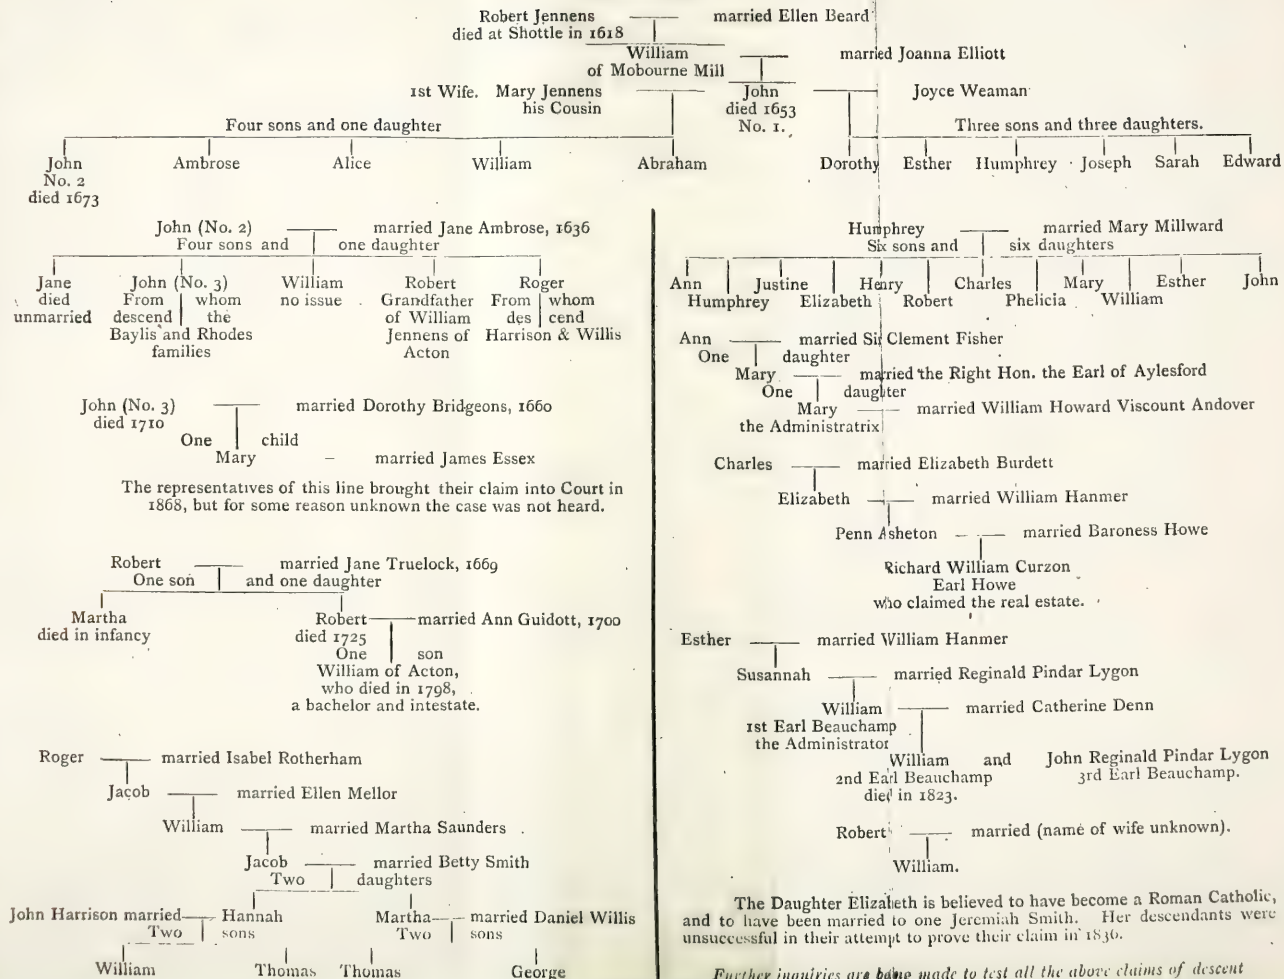 Robert Jennens married Ellen Beard
died at Shottle in 1618
William married Joanna Elliott
of Mobourne Mill
1st Wife. Mary Jennens John Joyce Weaman
his Cousin died 1653
No. 1.
Four sons and one daughter Three sons and three daughters.
John Ambrose Alice William Abraham Dorothy Esther Humphrey Joseph Sarah Edward
No. 2
died 1673
John (No. 2) married Jane Ambrose, 1636
Four sons and one daughter
Jane John (No. 3) William Robert Roger
died From whom no issue Grandfather From whom
unmarried descend the of William des cend
Baylis and Rhodes Jennens of Harrison & Willis
families Acton
John (No. 3) married Dorothy Bridgeons, 1660
died 1710
One child
Mary – married James Essex
The representatives of this line brought their claim into Court in
1868, but for some reason unknown the case was not heard.
Robert married Jane Truelock, 1669
One son and one daughter
Martha Robert married Ann Guidott, 1700
died in infancy died 1725
One son
William of Acton,
who died in 1798,
a bachelor and intestate.
Roger married Isabel Rotherham
Jacob married Ellen Mellor
William married Martha Saunders
Jacob married Betty Smith
Two daughters
John Harrison married Hannah Martha married Daniel Willis
Two sons Two sons
William Thomas Thomas George
Humphrey married Mary Millward
Six sons and six daughters
Ann Justine Henry Charles Mary Esther John
Humphrey Elizabeth Robert Phelicia William
Ann married Sir Clement Fisher
One daughter
Mary married the Right Hon. the Earl of Aylesford
One daughter
Mary married William Howard Viscount Andover
the Administratrix
Charles married Elizabeth Burdett
Elizabeth married William Hanmer
Penn Asheton married Baroness Howe
Richard William Curzon
Earl Howe
who claimed the real estate.
Esther married William Hanmer
Susannah married Reginald Pindar Lygon
William married Catherine Denn
1st Earl Beauchamp
the Administrator
William and John Reginald Pindar Lygon
2nd Earl Beauchamp 3rd Earl Beauchamp.
died in 1823.
Robert married (name of wife unknown).
William.
The Daughter Elizabeth is believed to have become a Roman Catholic,
and to have been married to one Jeremiah Smith. Her descendants were
unsuccessful in their attempt to prove their claim in 1836.
Further inquiries are being made to test all the above claims of descent